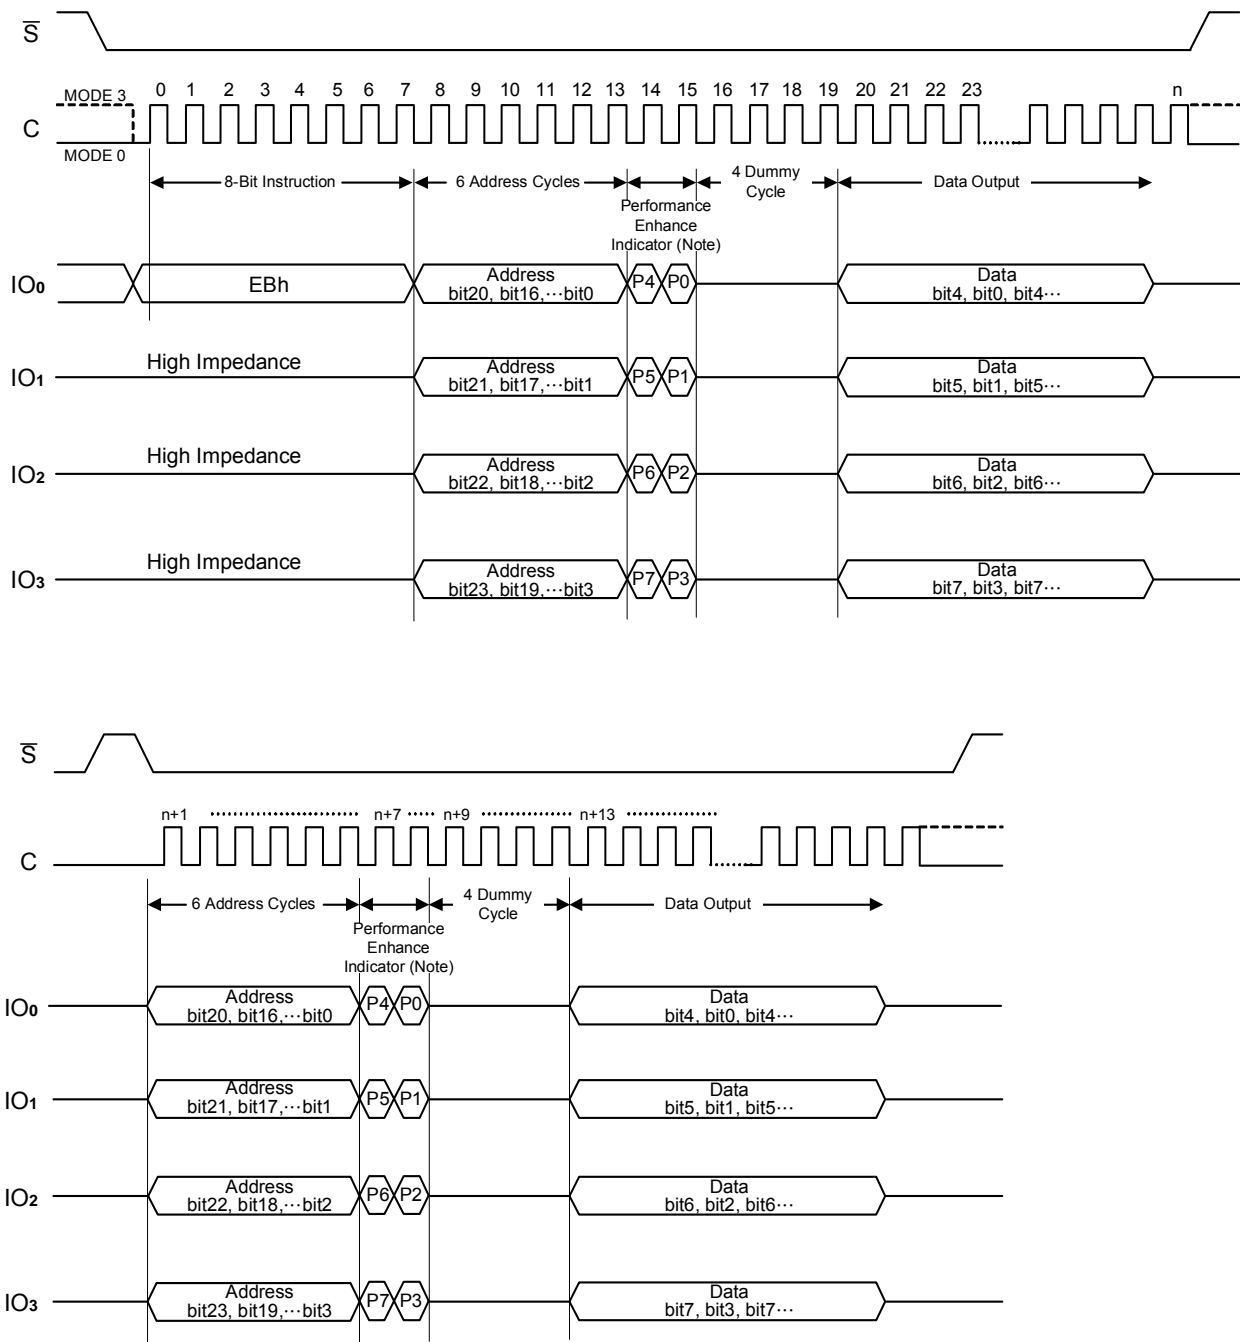 S
MODE 3
0 1 2 3 4 5 6 7 8 9 10 11 12 13 14 15 16 17 18 19 20 21 22 23 n
C
MODE 0
8-Bit Instruction
6 Address Cycles
4 Dummy
Cycle
Data Output
Performance
Enhance
Indicator (Note)
IO0
EBh
Address
bit20, bit16,···bit0
P4 P0
Data
bit4, bit0, bit4···
High Impedance
IO1
Address
bit21, bit17,···bit1
P5 P1
Data
bit5, bit1, bit5···
High Impedance
IO2
Address
bit22, bit18,···bit2
P6 P2
Data
bit6, bit2, bit6···
High Impedance
IO3
Address
bit23, bit19,···bit3
P7 P3
Data
bit7, bit3, bit7···
S
n+1 n+7 n+9 n+13
C
6 Address Cycles
4 Dummy
Cycle
Data Output
Performance
Enhance
Indicator (Note)
IO0
Address
bit20, bit16,···bit0
P4 P0
Data
bit4, bit0, bit4···
IO1
Address
bit21, bit17,···bit1
P5 P1
Data
bit5, bit1, bit5···
IO2
Address
bit22, bit18,···bit2
P6 P2
Data
bit6, bit2, bit6···
IO3
Address
bit23, bit19,···bit3
P7 P3
Data
bit7, bit3, bit7···